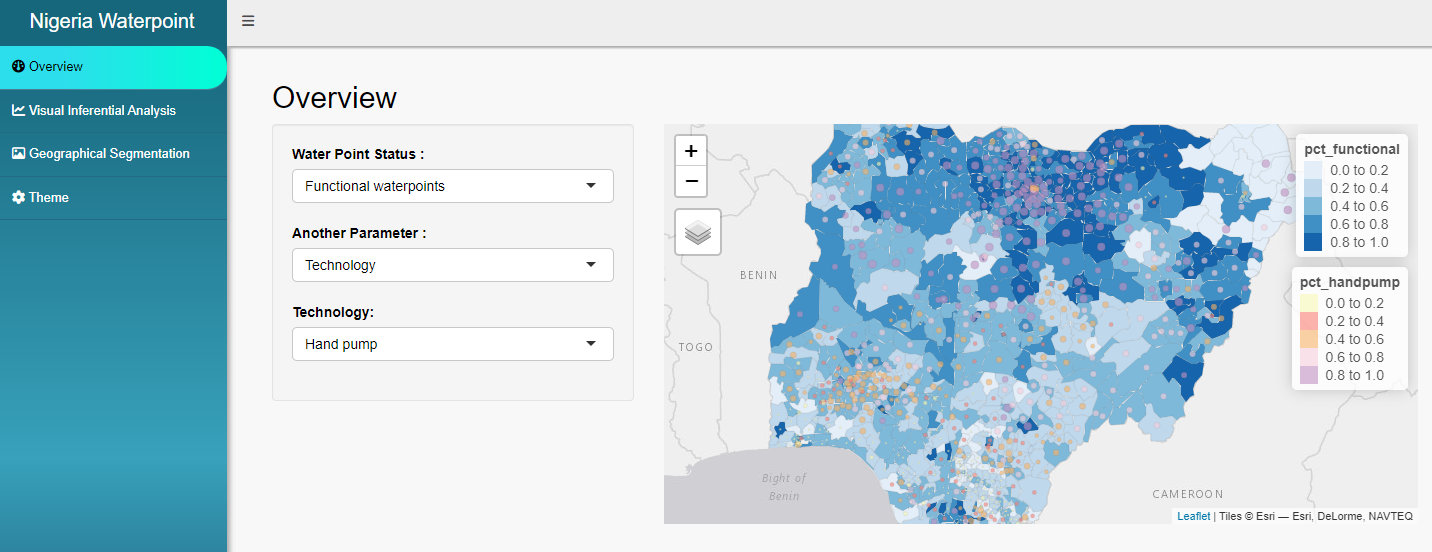 Nigeria Waterpoint
Overview
Visual Inferential Analysis
Geographical Segmentation
Theme
Overview
Water Point Status :
Functional waterpoints
Another Parameter :
Technology
Technology:
Hand pump
+
−
BENIN
TOGO
Bight of
Benin
CAMEROON
pct_functional
0.0 to 0.2
0.2 to 0.4
0.4 to 0.6
0.6 to 0.8
0.8 to 1.0
pct_handpump
0.0 to 0.2
0.2 to 0.4
0.4 to 0.6
0.6 to 0.8
0.8 to 1.0
Leaflet | Tiles © Esri — Esri, DeLorme, NAVTEQ